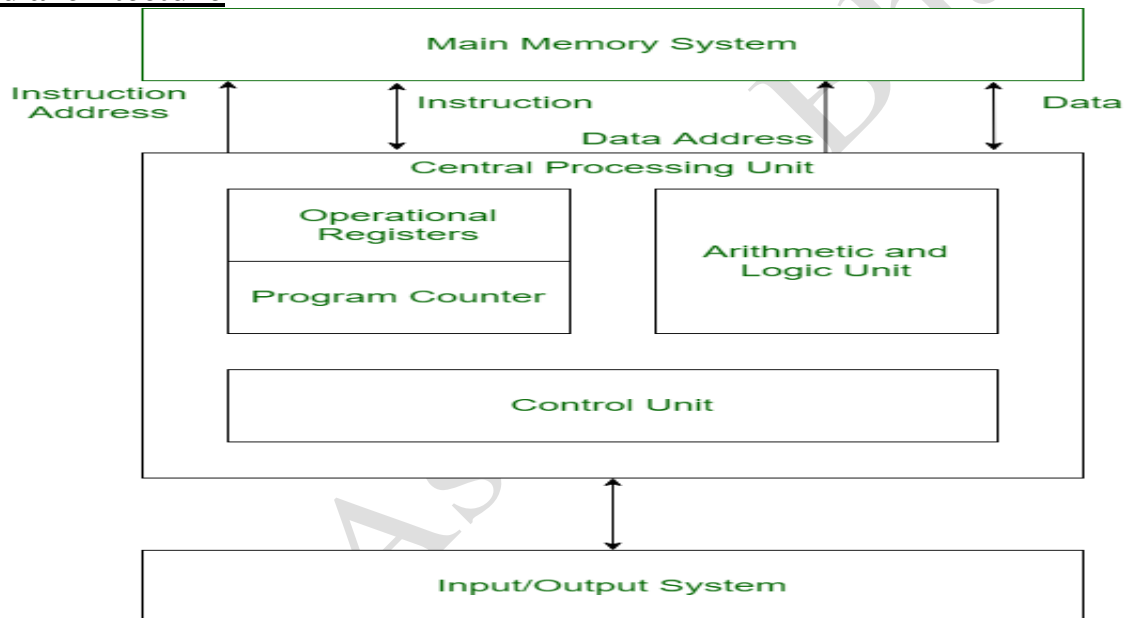 Main Memory System
Instruction
Address
Instruction
Data Address
Data
Central Processing Unit
Operational
Registers
Program Counter
Arithmetic and
Logic Unit
Control Unit
Input/Output System